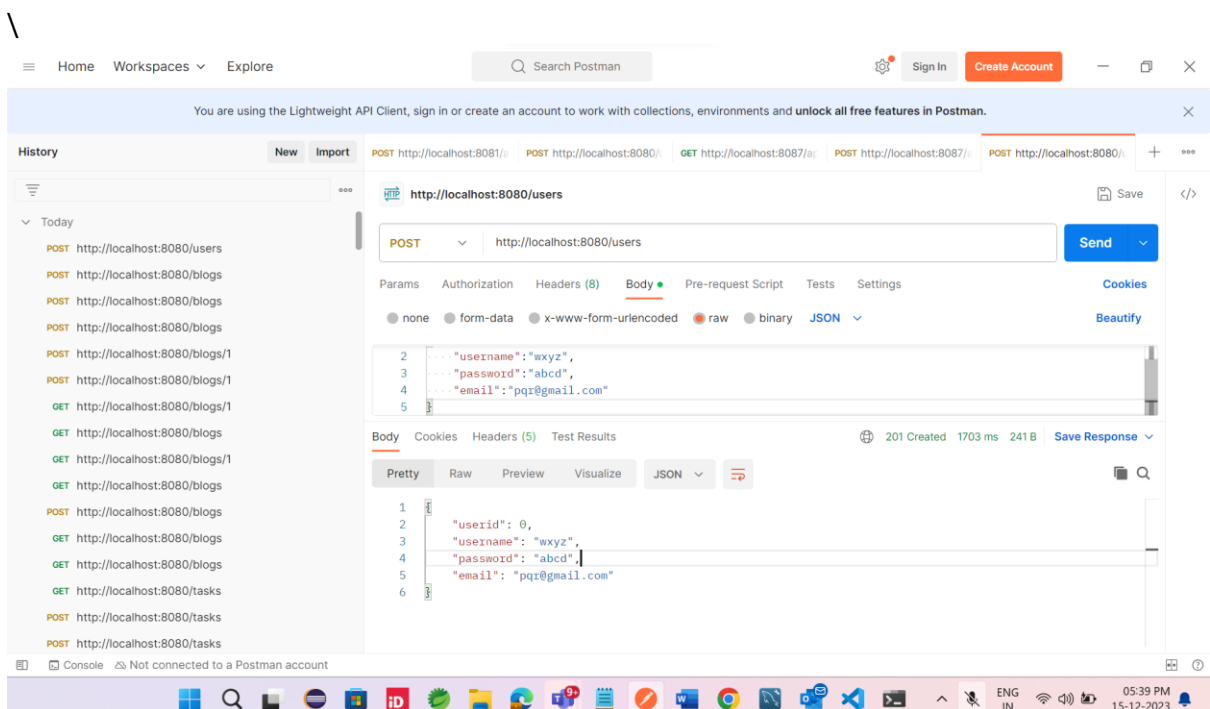 \
Home Workspaces Explore Search Postman Sign In Create Account
You are using the Lightweight API Client, sign in or create an account to work with collections, environments and unlock all free features in Postman.
History New Import POST http://localhost:8081/a POST http://localhost:8080/ GET http://localhost:8087/ap POST http://localhost:8087/a POST http://localhost:8080/u
HTTP http://localhost:8080/users Save
Today
POST http://localhost:8080/users
POST http://localhost:8080/blogs
POST http://localhost:8080/blogs
POST http://localhost:8080/blogs
POST http://localhost:8080/blogs/1
POST http://localhost:8080/blogs/1
GET http://localhost:8080/blogs/1
GET http://localhost:8080/blogs
GET http://localhost:8080/blogs/1
GET http://localhost:8080/blogs
POST http://localhost:8080/blogs
GET http://localhost:8080/blogs
GET http://localhost:8080/blogs
GET http://localhost:8080/tasks
POST http://localhost:8080/tasks
POST http://localhost:8080/tasks
POST http://localhost:8080/users Send
Params Authorization Headers (8) Body Pre-request Script Tests Settings Cookies
none form-data x-www-form-urlencoded raw binary JSON Beautify
2 "username":"wxyz",
3 "password":"abcd",
4 "email":"pqr@gmail.com"
5 }
Body Cookies Headers (5) Test Results 201 Created 1703 ms 241 B Save Response
Pretty Raw Preview Visualize JSON
1 {
2 "userid": 0,
3 "username": "wxyz",
4 "password": "abcd",
5 "email": "pqr@gmail.com"
6 }
Console Not connected to a Postman account
iD 9+ ENG 05:39 PM
IN 15-12-2023